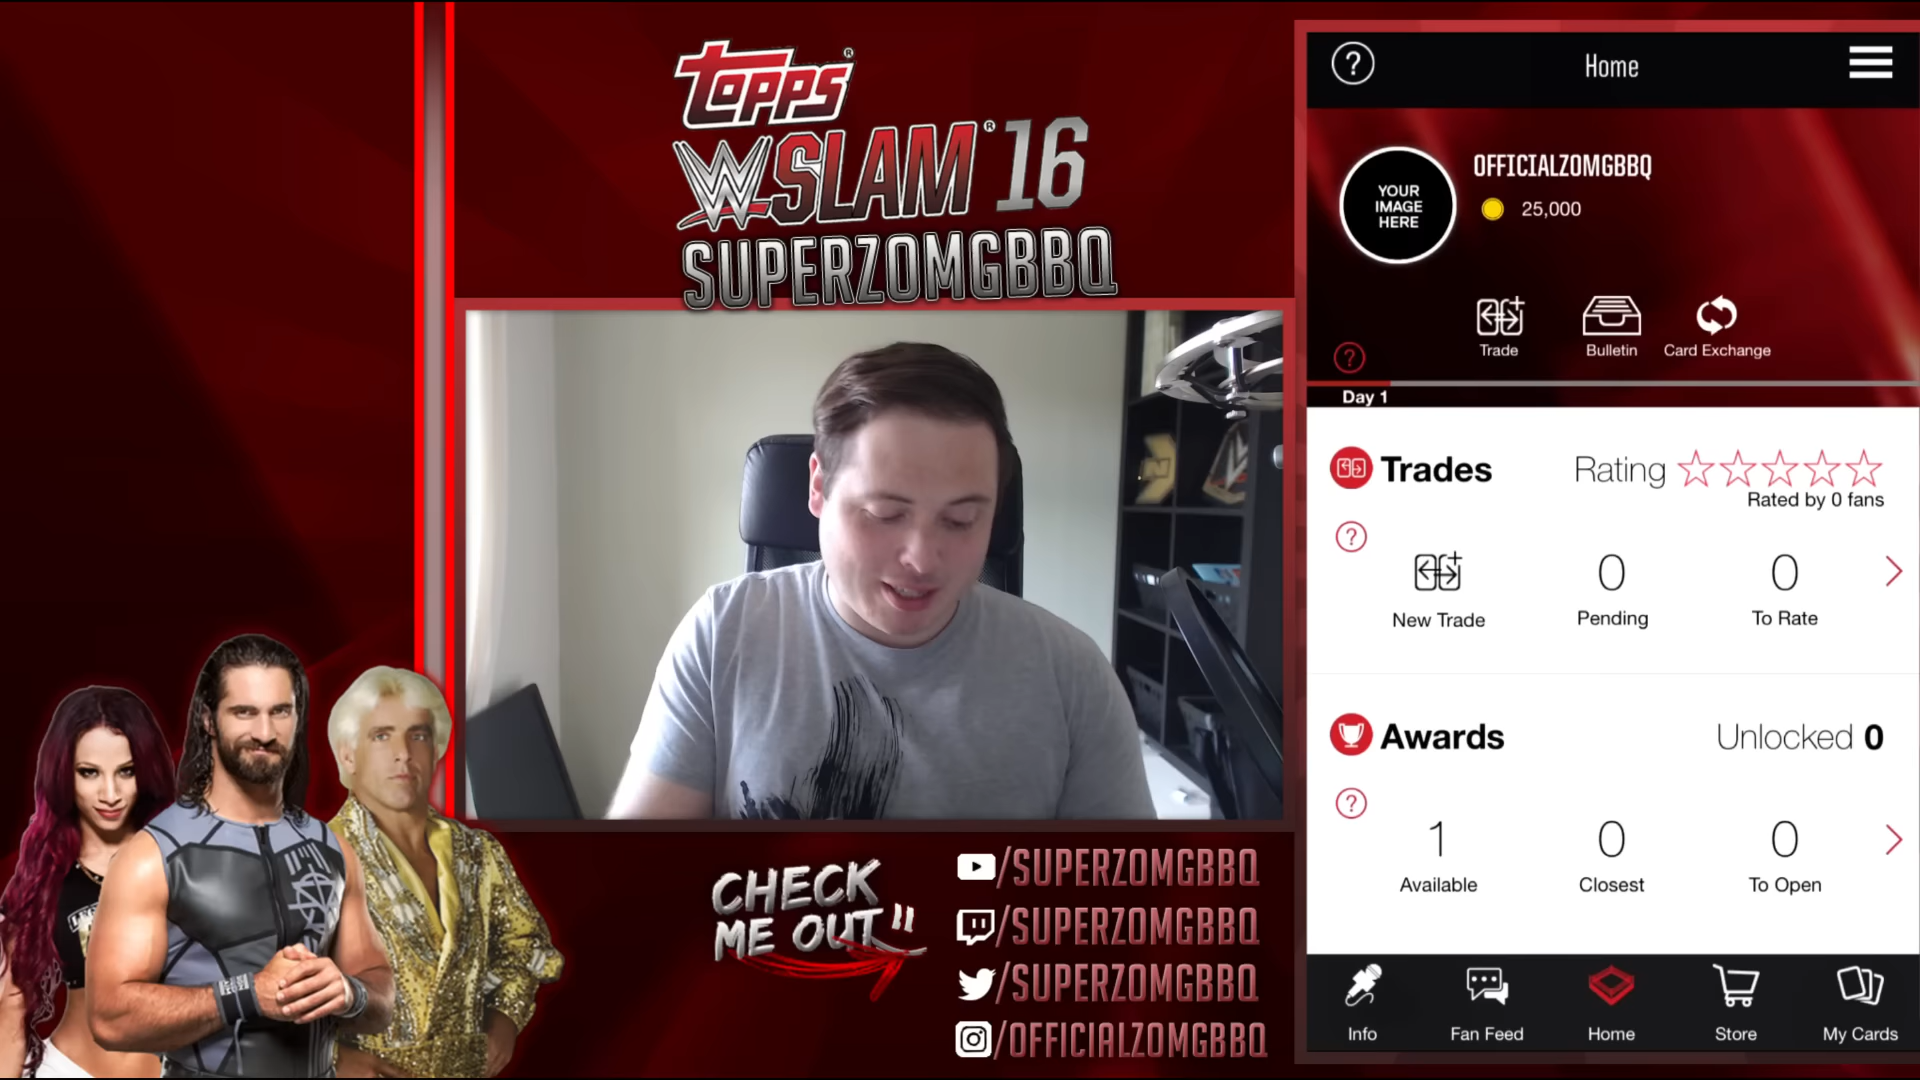 TOPPS
W SLAM '16
SUPERZOMGBBQ
CHECK
ME OUT!!
/SUPERZOMGBBQ
/SUPERZOMGBBQ
/SUPERZOMGBBQ
/OFFICIALZOMGBBQ
? Home
YOUR
IMAGE
HERE
OFFICIALZOMGBBQ
25,000
? Trade Bulletin Card Exchange
Day 1
Trades Rating
Rated by 0 fans
?
0 0
New Trade Pending To Rate
Awards Unlocked 0
?
1 0 0
Available Closest To Open
Info Fan Feed Home Store My Cards